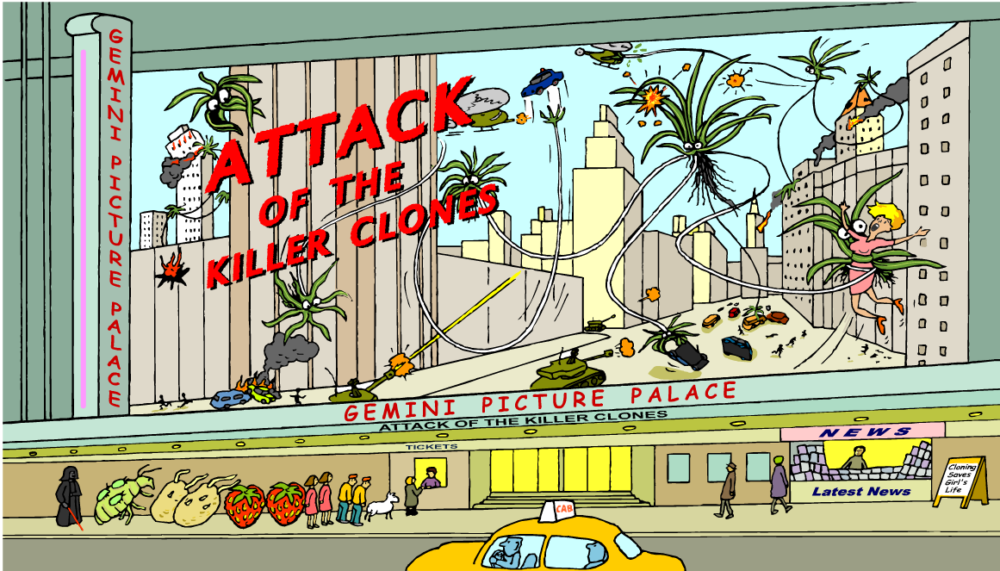 GEMINI PICTURE PALACE
ATTACK
OF THE
KILLER CLONES
GEMINI PICTURE PALACE
ATTACK OF THE KILLER CLONES
TICKETS
NEWS
Latest News
Cloning
Saves
Girl's
Life
CAB